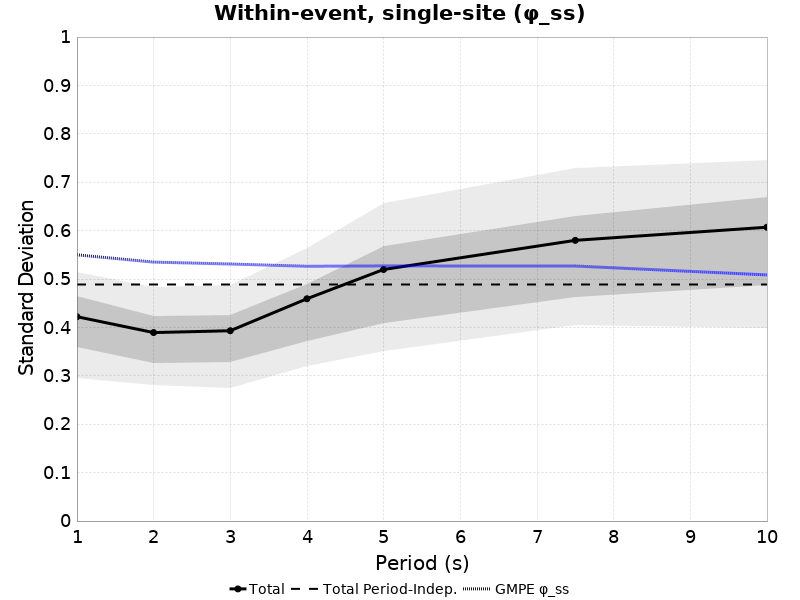 Within-event, single-site (φ_ss)
1
0.9
0.8
0.7
0.6
0.5
0.4
0.3
0.2
0.1
0
Standard Deviation
1 2 3 4 5 6 7 8 9 10
Period (s)
Total Total Period-Indep. GMPE φ_ss